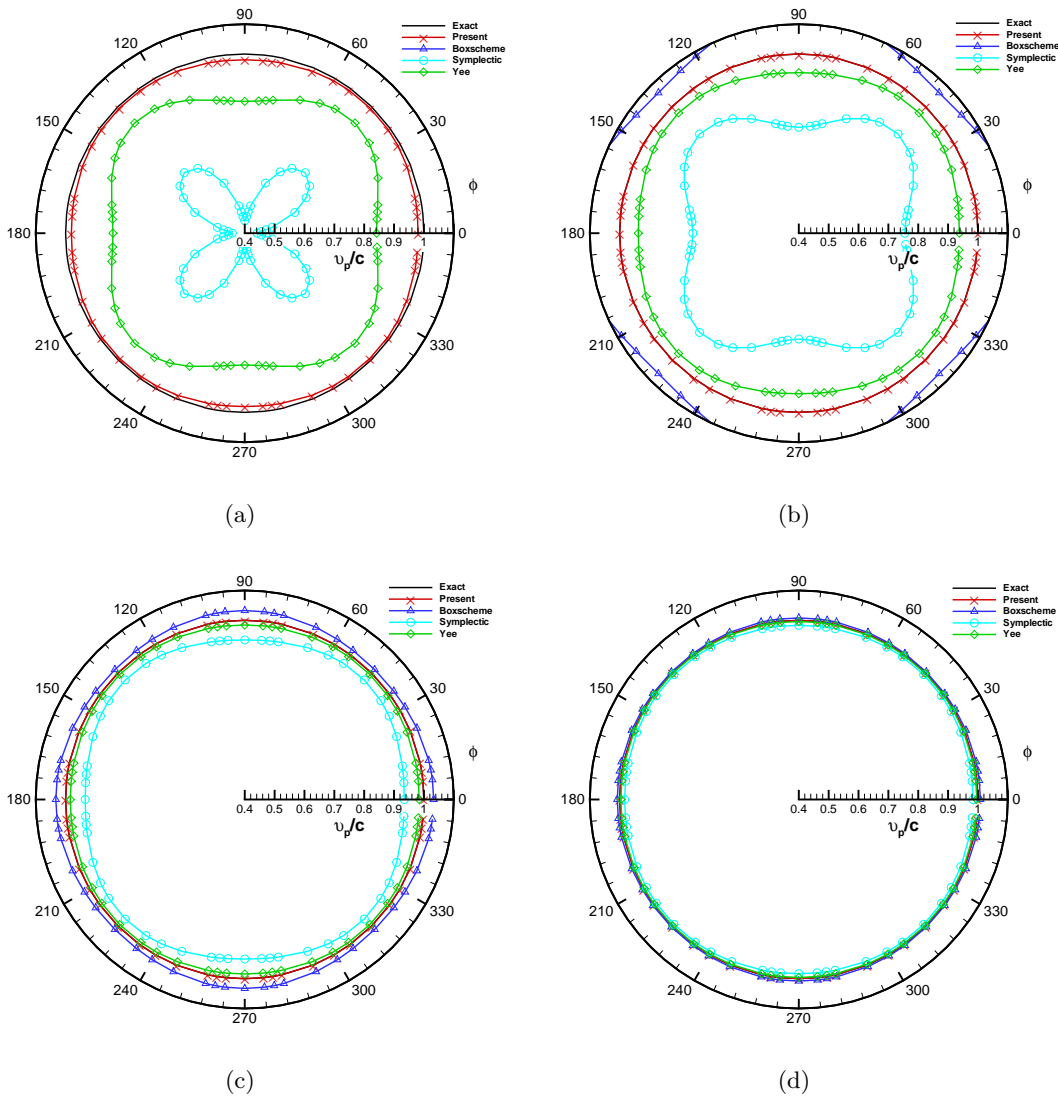 90
120
60
150
30
180
0
210
330
240
300
270
Exact
Present
Boxscheme
Symplectic
Yee
ϕ
0.4 0.5 0.6 0.7 0.8 0.9 1
υp/c
(a)
90
120
60
150
30
180
0
210
330
240
300
270
Exact
Present
Boxscheme
Symplectic
Yee
ϕ
0.4 0.5 0.6 0.7 0.8 0.9 1
υp/c
(b)
90
120
60
150
30
180
0
210
330
240
300
270
Exact
Present
Boxscheme
Symplectic
Yee
ϕ
0.4 0.5 0.6 0.7 0.8 0.9 1
υp/c
(c)
90
120
60
150
30
180
0
210
330
240
300
270
Exact
Present
Boxscheme
Symplectic
Yee
ϕ
0.4 0.5 0.6 0.7 0.8 0.9 1
υp/c
(d)